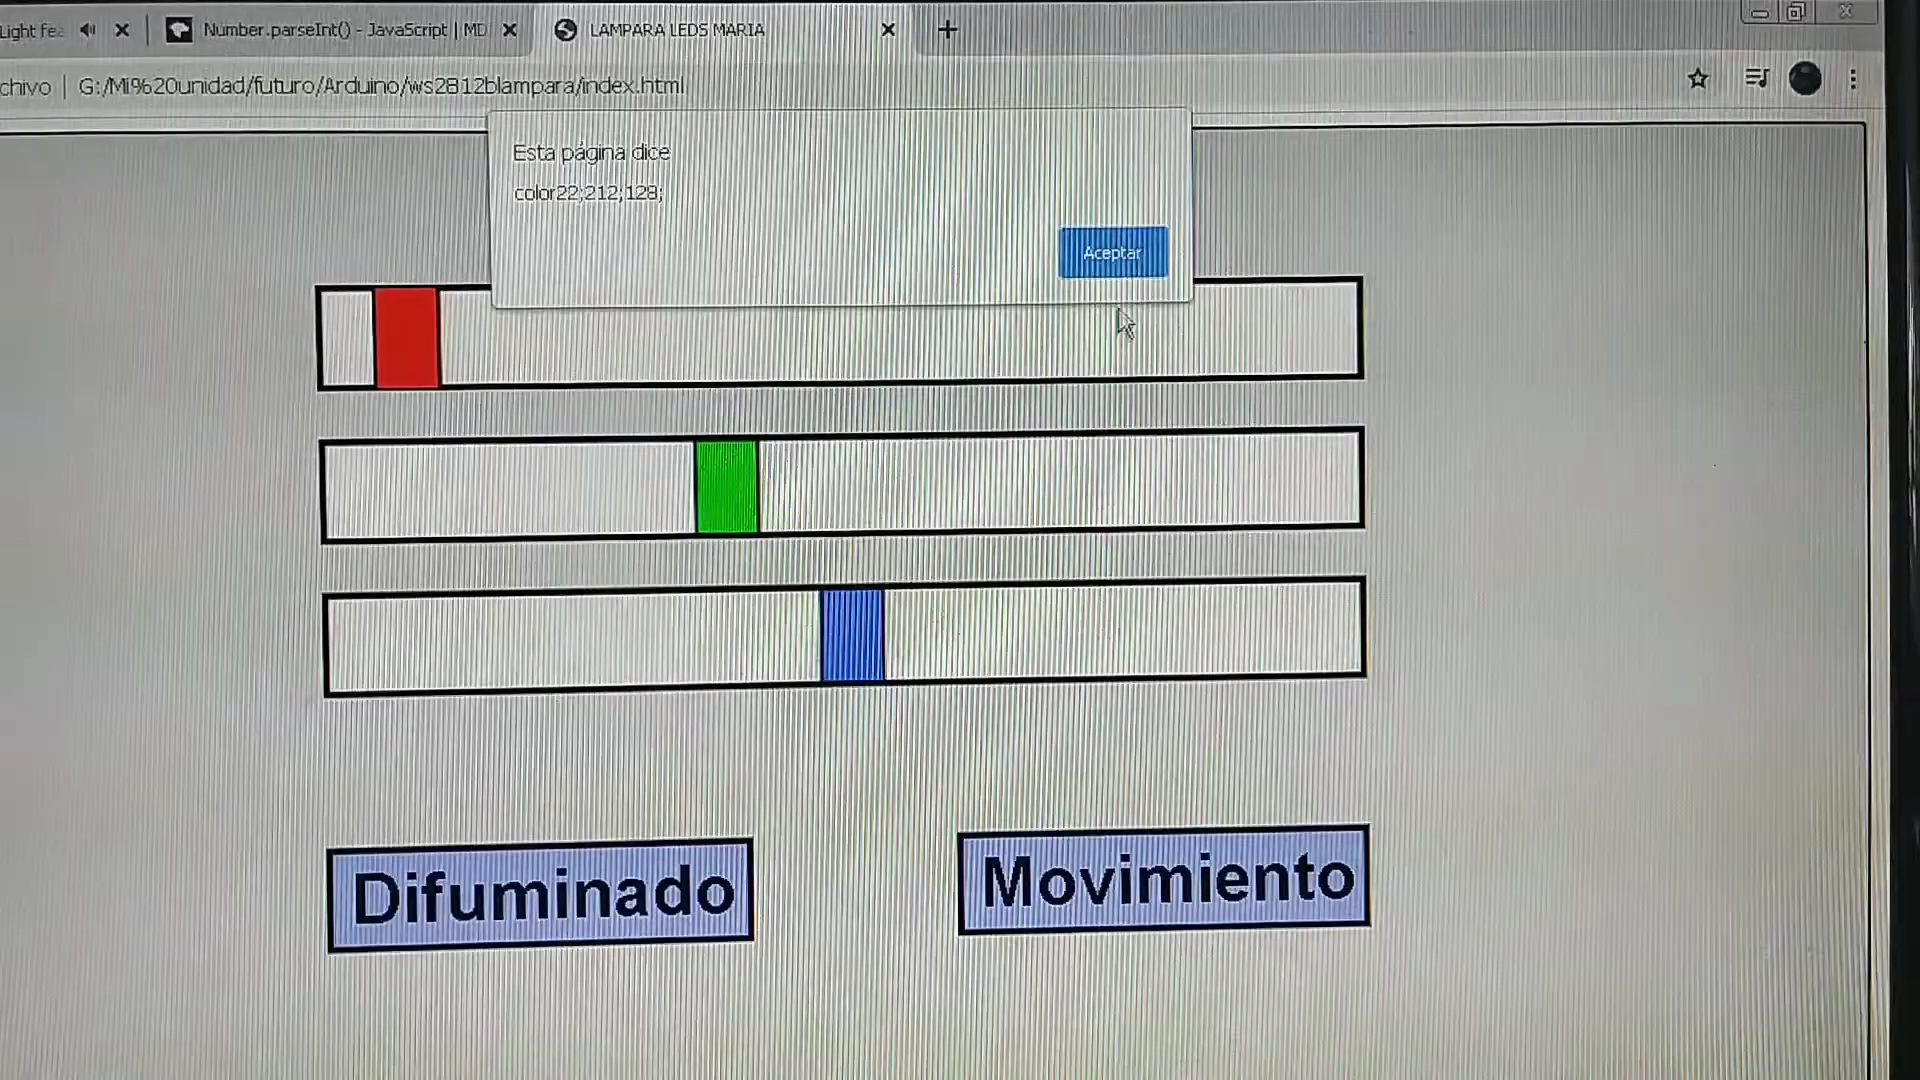 Light Fea
Number.parseInt() - JavaScript | MD
LAMPARA LEDS MARIA
chivo | G:/Mi%20unidad/futuro/Arduino/ws2812blampara/index.html
Esta página dice
color22;212;128;
Aceptar
Difuminado
Movimiento